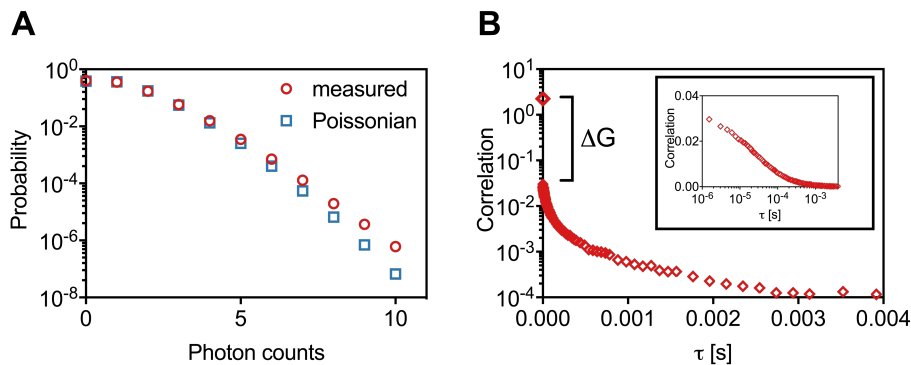 A
Probability
10^0
10^-2
10^-4
10^-6
10^-8
measured
Poissonian
0
5
10
Photon counts
B
Correlation
10^1
10^0
10^-1
10^-2
10^-3
10^-4
ΔG
0.000
0.001
0.002
0.003
0.004
τ [s]
Correlation
0.04
0.02
0.00
10^-6
10^-5
10^-4
10^-3
τ [s]